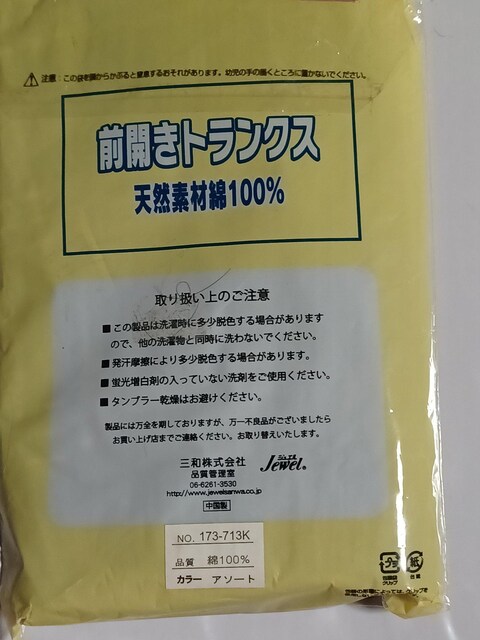 注意：この袋を頭からかぶると窒息するおそれがあります。幼児の手の届くところに置かないでください。
前開きトランクス
天然素材綿100%
取り扱い上のご注意
■この製品は洗濯時に多少脱色する場合があります
ので、他の洗濯物と同時に洗わないでください。
■発汗摩擦により多少脱色する場合があります。
■蛍光増白剤の入っていない洗剤をご使用ください。
■タンブラー乾燥はお避けください。
製品には万全を期しておりますが、万一不良品がございましたら
お買い上げ店までご連絡ください。お取り替えいたします。
三和株式会社
品質管理室
06-6261-3530
http://www.jewelsanwa.co.jp
ジュエル
Jewel®
中国製
NO. 173-713K
品質 綿100%
カラー アソート
プラ
紙
クリップ
台紙